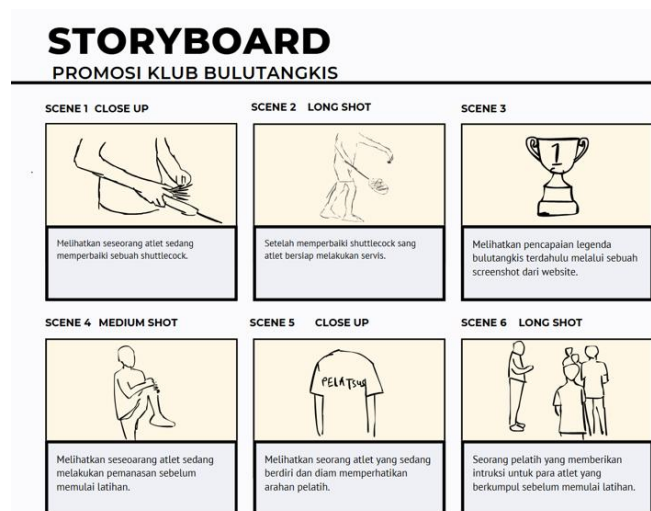 STORYBOARD
PROMOSI KLUB BULUTANGKIS
SCENE 1 CLOSE UP
Melihatkan seseorang atlet sedang
memperbaiki sebuah shuttlecock.
SCENE 2 LONG SHOT
Setelah memperbaiki shuttlecock sang
atlet bersiap melakukan servis.
SCENE 3
1
Melihatkan pencapaian legenda
bulutangkis terdahulu melalui sebuah
screenshot dari website.
SCENE 4 MEDIUM SHOT
Melihatkan seseoarang atlet sedang
melakukan pemanasan sebelum
memulai latihan.
SCENE 5 CLOSE UP
Melihatkan seorang atlet yang sedang
berdiri dan diam memperhatikan
arahan pelatih.
SCENE 6 LONG SHOT
Seorang pelatih yang memberikan
intruksi untuk para atlet yang
berkumpul sebelum memulai latihan.